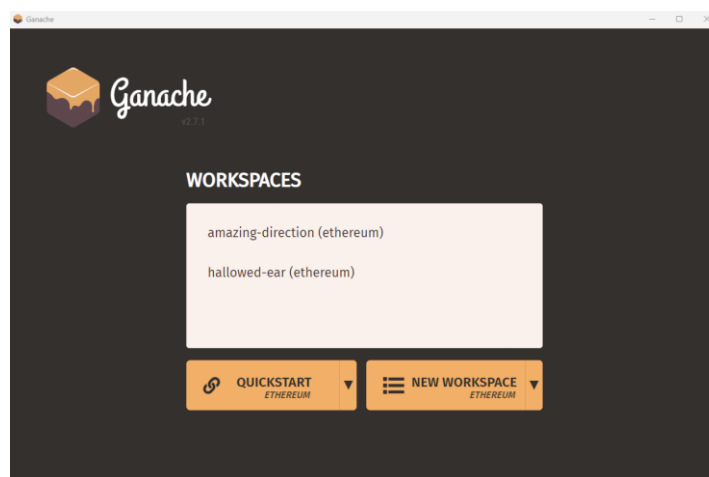 Ganache
Ganache
v2.7.1
WORKSPACES
amazing-direction (ethereum)
hallowed-ear (ethereum)
QUICKSTART
ETHEREUM
NEW WORKSPACE
ETHEREUM